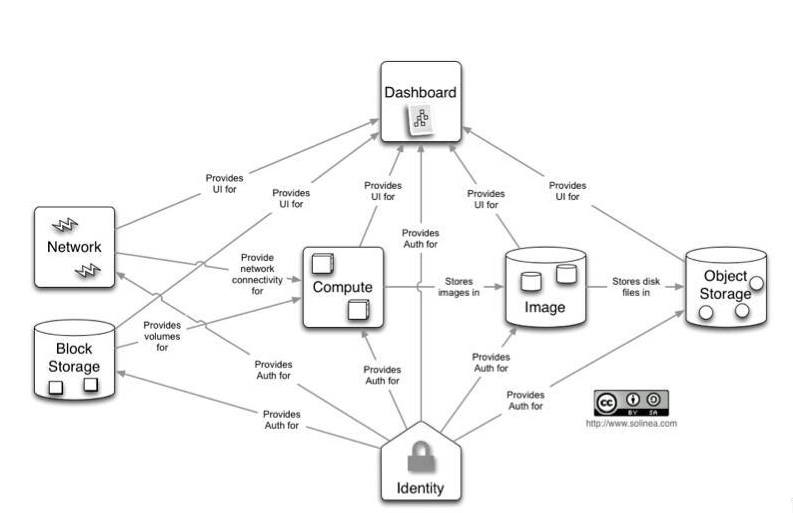 Dashboard
Provides
UI for
Provides
UI for
Provides
UI for
Provides
UI for
Provides
UI for
Network
Provides
Auth for
Provide
network
connectivity
for
Compute
Stores
images in
Image
Stores disk
files in
Object
Storage
Block
Storage
Provides
volumes
for
Provides
Auth for
Provides
Auth for
Provides
Auth for
Provides
Auth for
Provides
Auth for
Identity
cc
BY SA
http://www.solinea.com